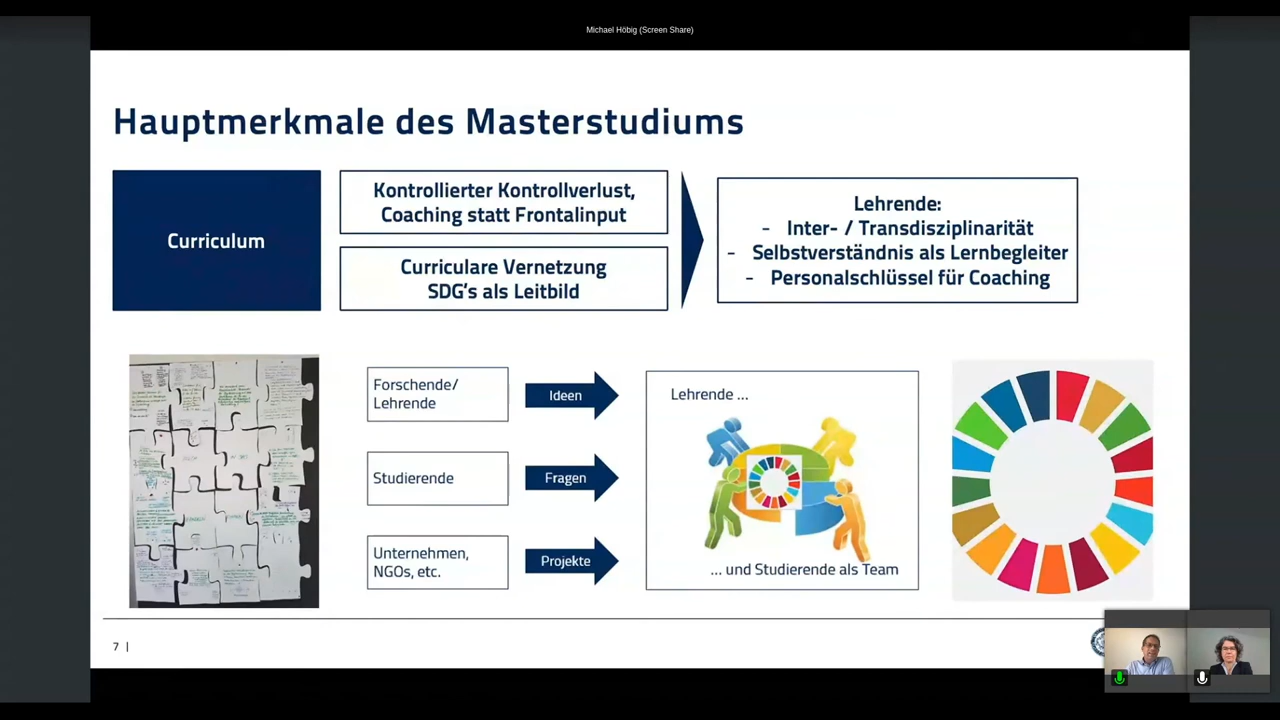 Michael Höbig (Screen Share)
Hauptmerkmale des Masterstudiums
Curriculum
Kontrollierter Kontrollverlust,
Coaching statt Frontalinput
Curriculare Vernetzung
SDG's als Leitbild
Lehrende:
- Inter- / Transdisziplinarität
- Selbstverständnis als Lernbegleiter
- Personalschlüssel für Coaching
Forschende/
Lehrende
Ideen
Studierende
Fragen
Unternehmen,
NGOs, etc.
Projekte
Lehrende ...
... und Studierende als Team
7 |